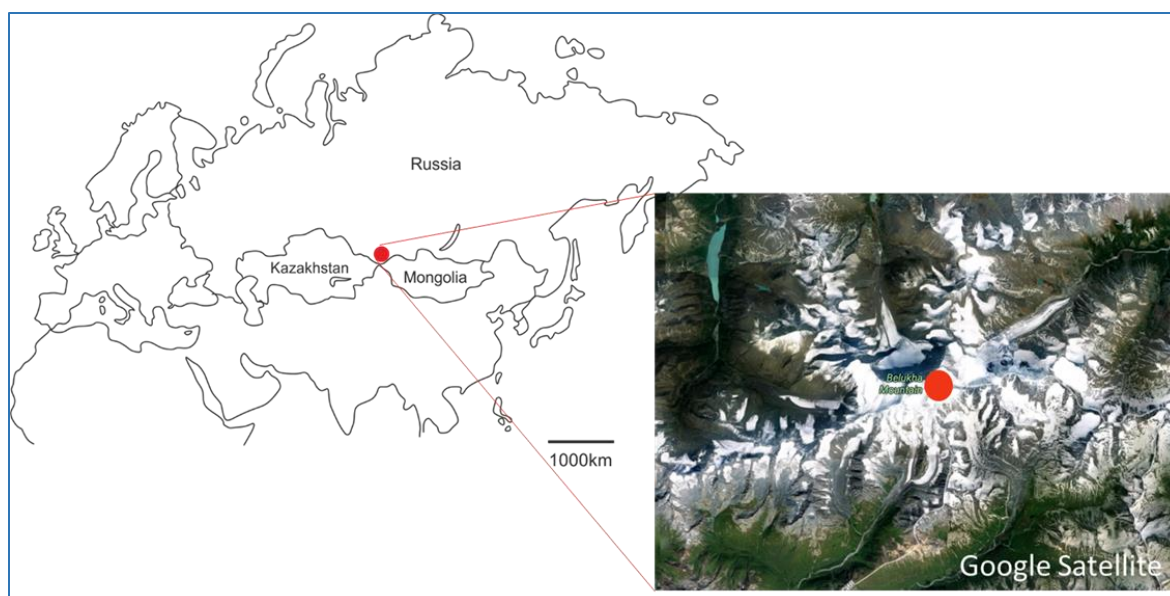 Russia
Kazakhstan
Mongolia
1000km
Belukha
Mountain
Google Satellite